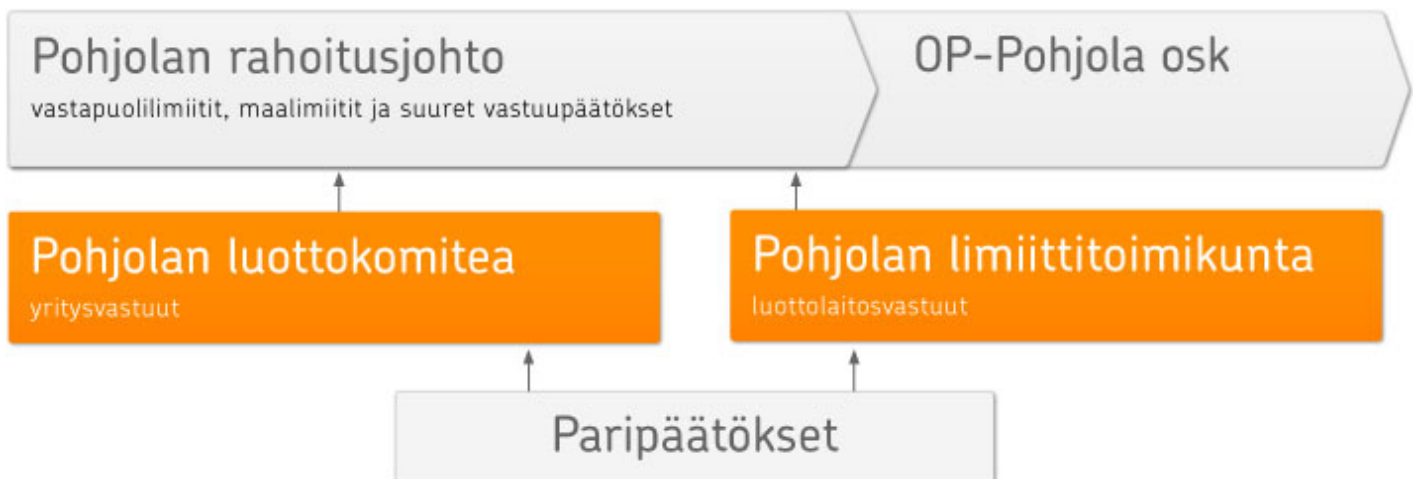 Pohjolan rahoitusjohto
vastapuolilimiitit, maalimiitit ja suuret vastuupäätökset
OP-Pohjola osk
Pohjolan luottokomitea
yritysvastuut
Pohjolan limiittitoimikunta
luottolaitosvastuut
Paripäätökset